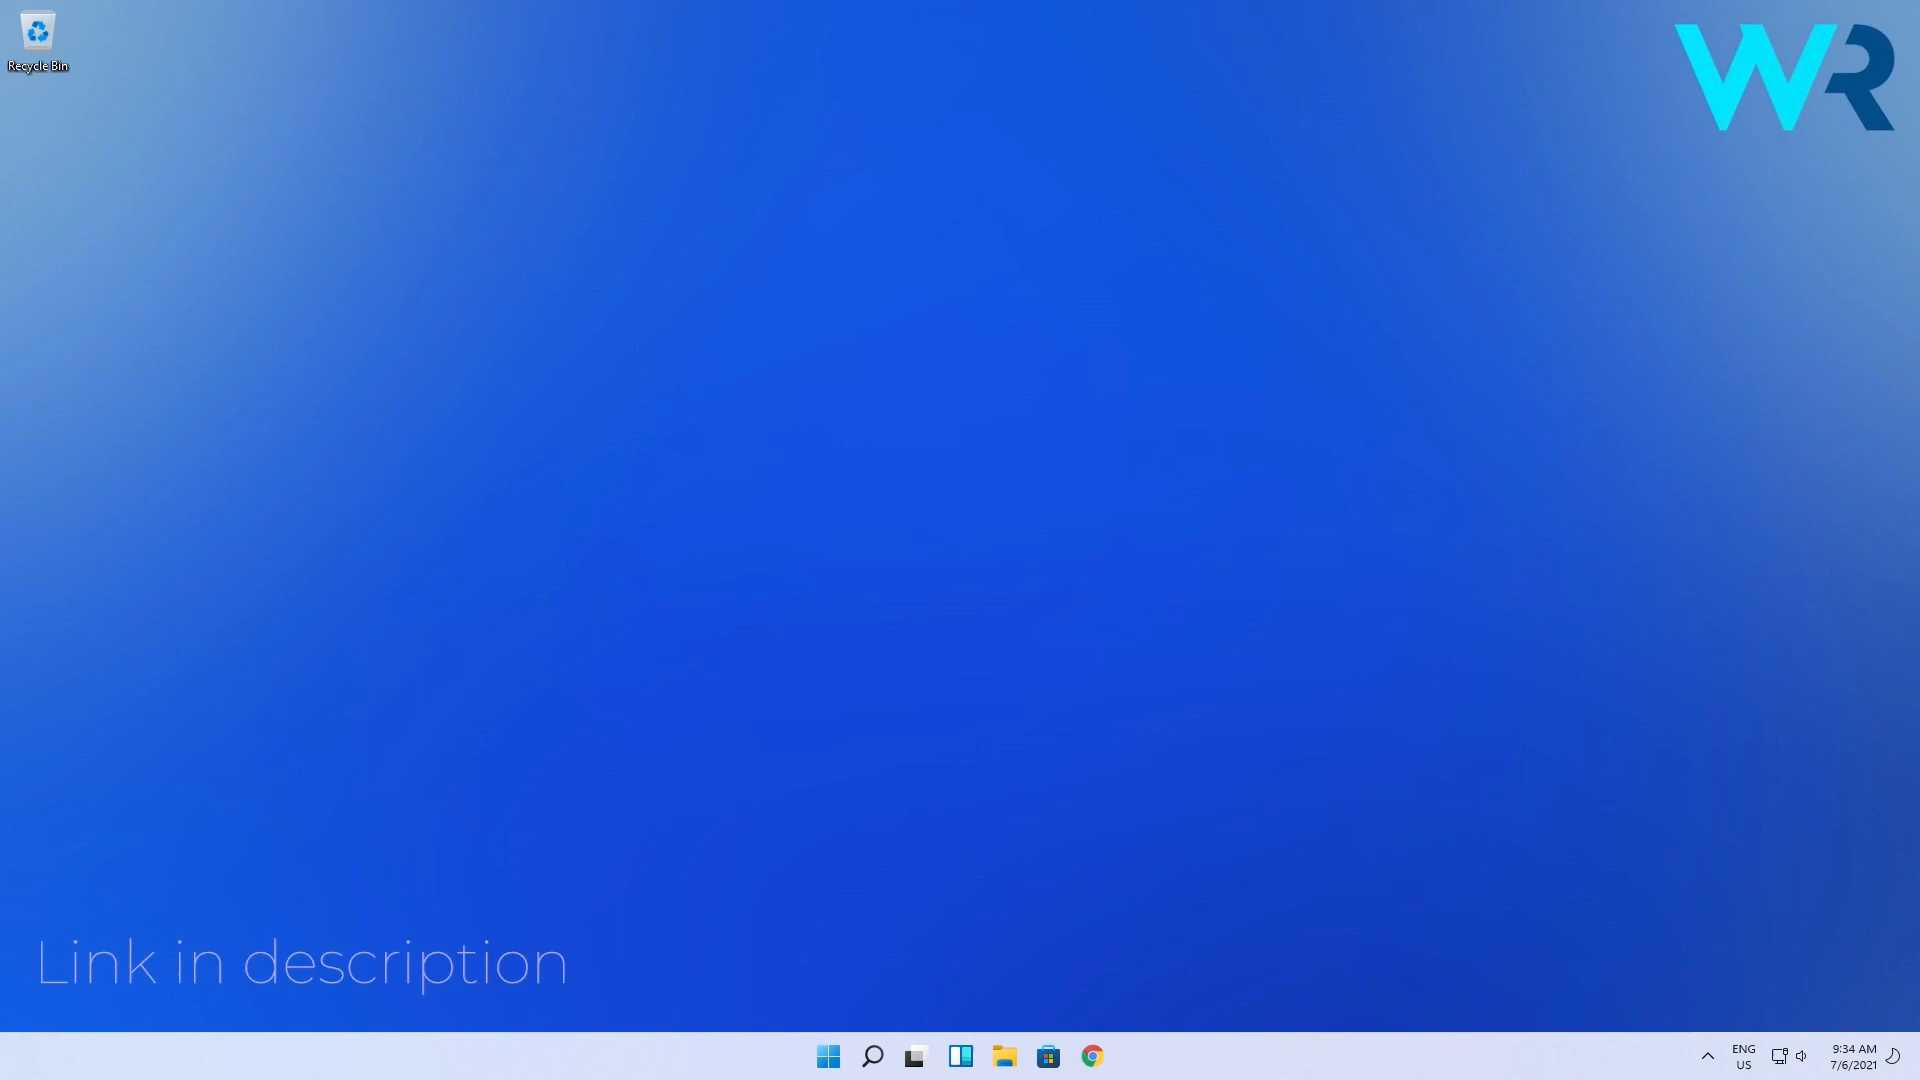 Recycle Bin
WR
Link in description
ENG
US
9:34 AM
7/6/2021